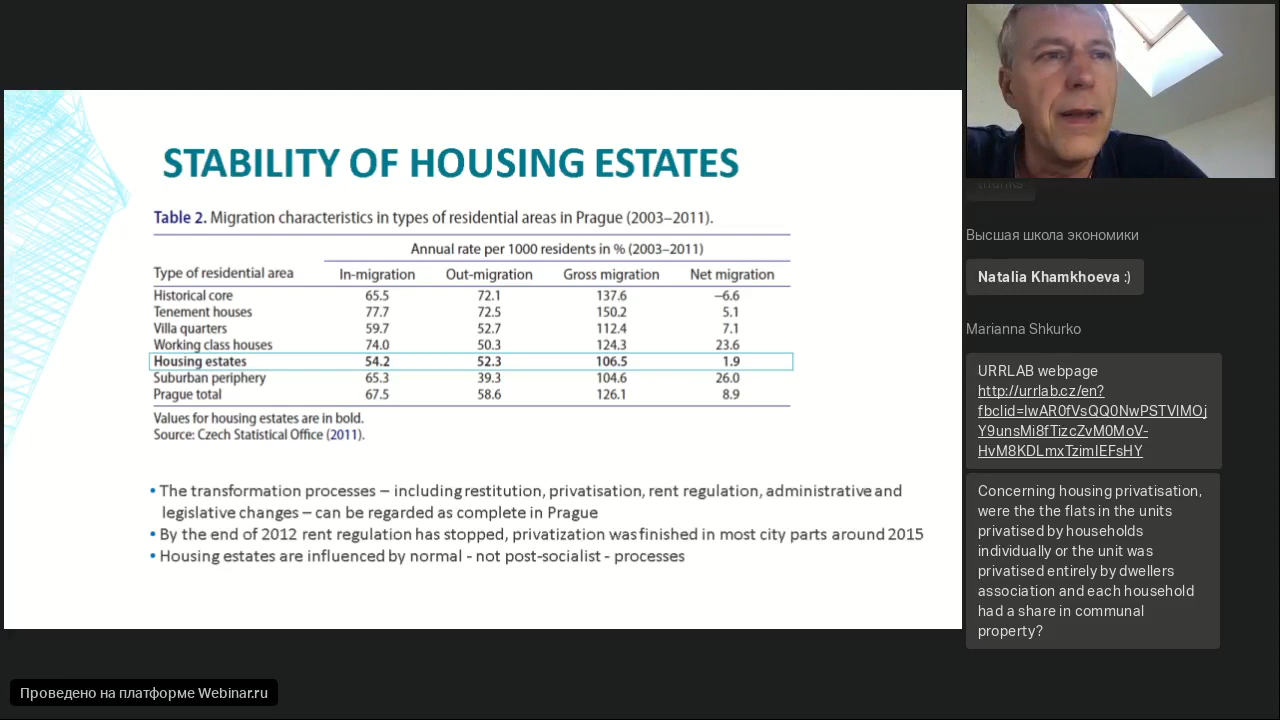 STABILITY OF HOUSING ESTATES
Table 2. Migration characteristics in types of residential areas in Prague (2003–2011).
Annual rate per 1000 residents in % (2003–2011)
Type of residential area In-migration Out-migration Gross migration Net migration
Historical core 65.5 72.1 137.6 –6.6
Tenement houses 77.7 72.5 150.2 5.1
Villa quarters 59.7 52.7 112.4 7.1
Working class houses 74.0 50.3 124.3 23.6
Housing estates 54.2 52.3 106.5 1.9
Suburban periphery 65.3 39.3 104.6 26.0
Prague total 67.5 58.6 126.1 8.9
Values for housing estates are in bold.
Source: Czech Statistical Office (2011).
• The transformation processes – including restitution, privatisation, rent regulation, administrative and
legislative changes – can be regarded as complete in Prague
• By the end of 2012 rent regulation has stopped, privatization was finished in most city parts around 2015
• Housing estates are influenced by normal - not post-socialist - processes
thanks
Высшая школа экономики
Natalia Khamkhoeva :)
Marianna Shkurko
URRLAB webpage
http://urrlab.cz/en?
fbclid=IwAR0fVsQQ0NwPSTVlMOj
Y9unsMi8fTizcZvM0MoV-
HvM8KDLmxTzimIEFsHY
Concerning housing privatisation,
were the the flats in the units
privatised by households
individually or the unit was
privatised entirely by dwellers
association and each household
had a share in communal
property?
Проведено на платформе Webinar.ru